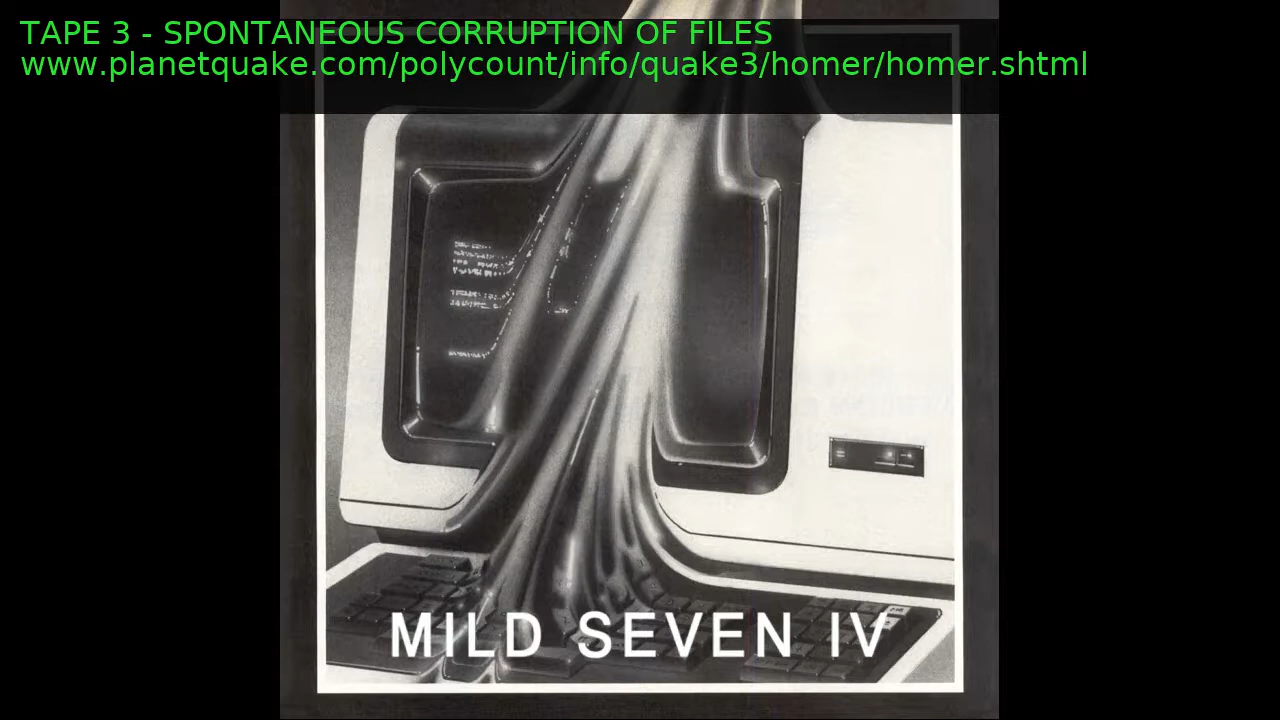 TAPE 3 - SPONTANEOUS CORRUPTION OF FILES
www.planetquake.com/polycount/info/quake3/homer/homer.shtml
MILD SEVEN IV